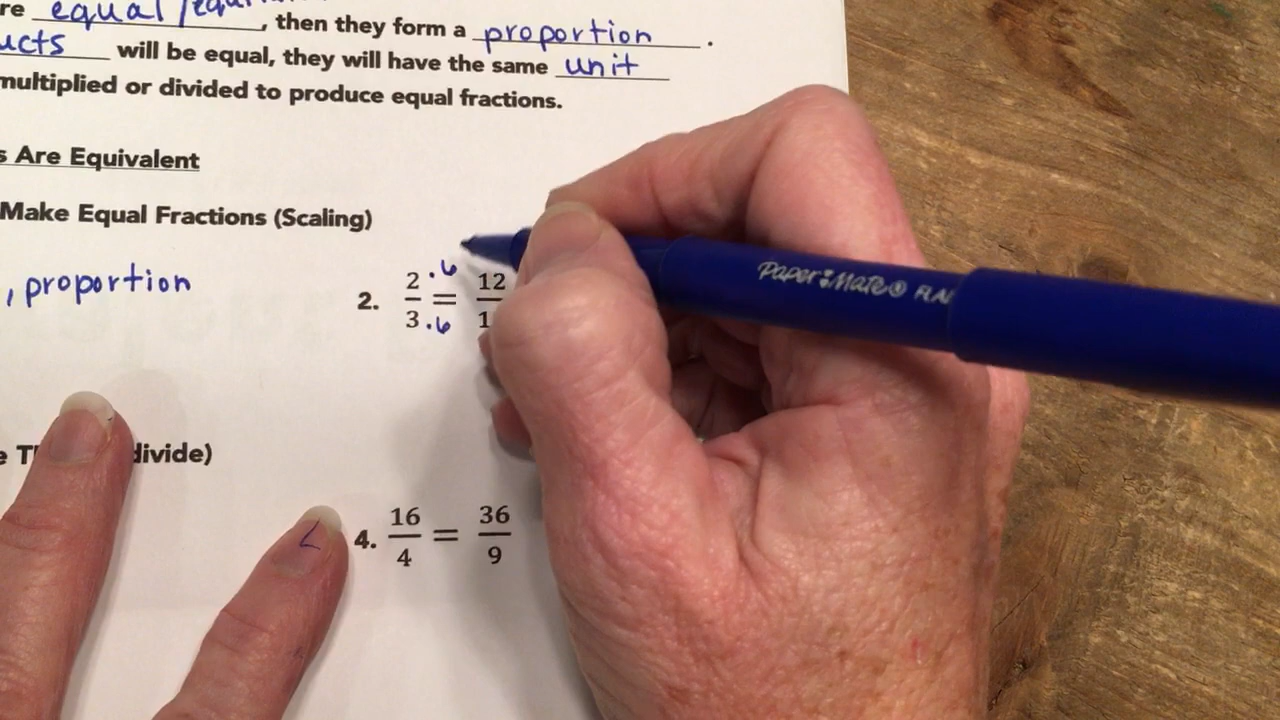 re equal/equi
, then they form a proportion .
ucts will be equal, they will have the same unit
multiplied or divided to produce equal fractions.
s Are Equivalent
Make Equal Fractions (Scaling)
, proportion
2. 2/3 ·6/·6 = 12/1
e T divide)
4. 16/4 = 36/9
Paper:Mate® FLA